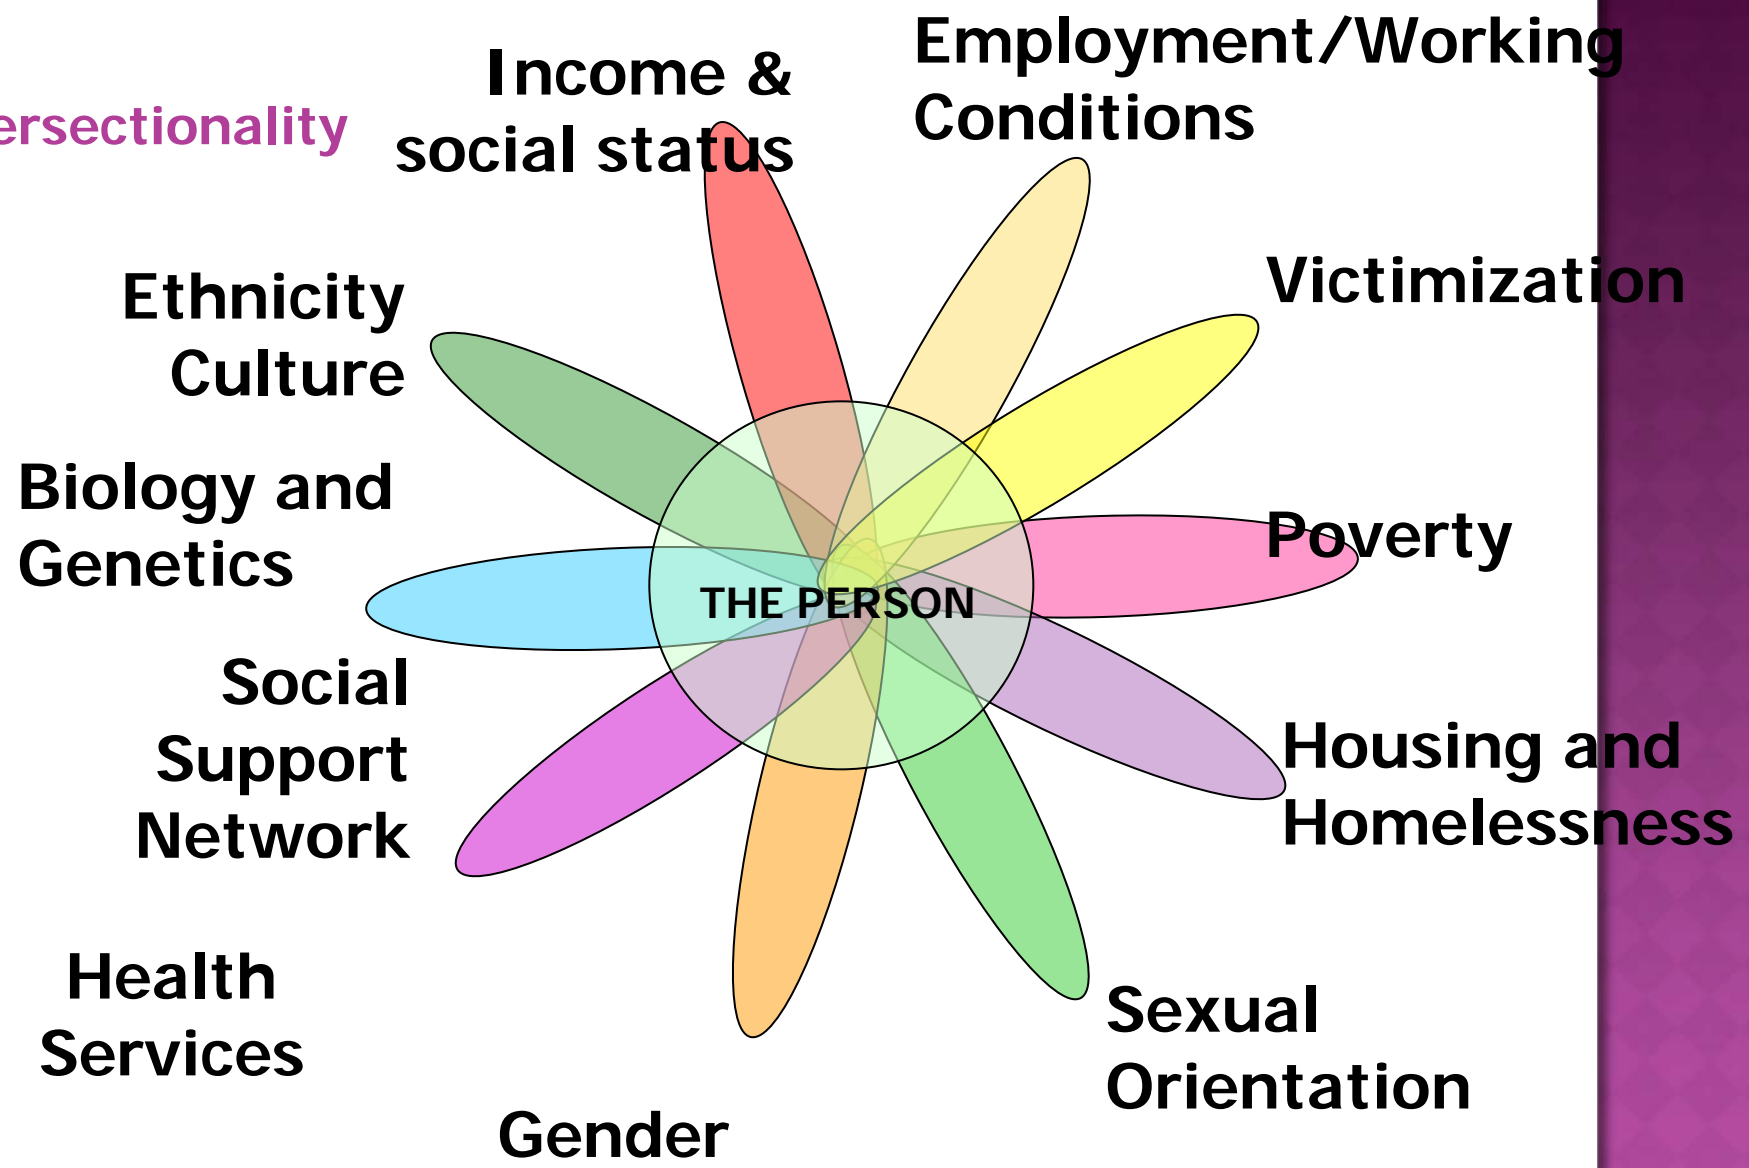 ersectionality
Income &
social status
Employment/Working
Conditions
Ethnicity
Culture
Victimization
Biology and
Genetics
Poverty
THE PERSON
Social
Support
Network
Housing and
Homelessness
Health
Services
Sexual
Orientation
Gender